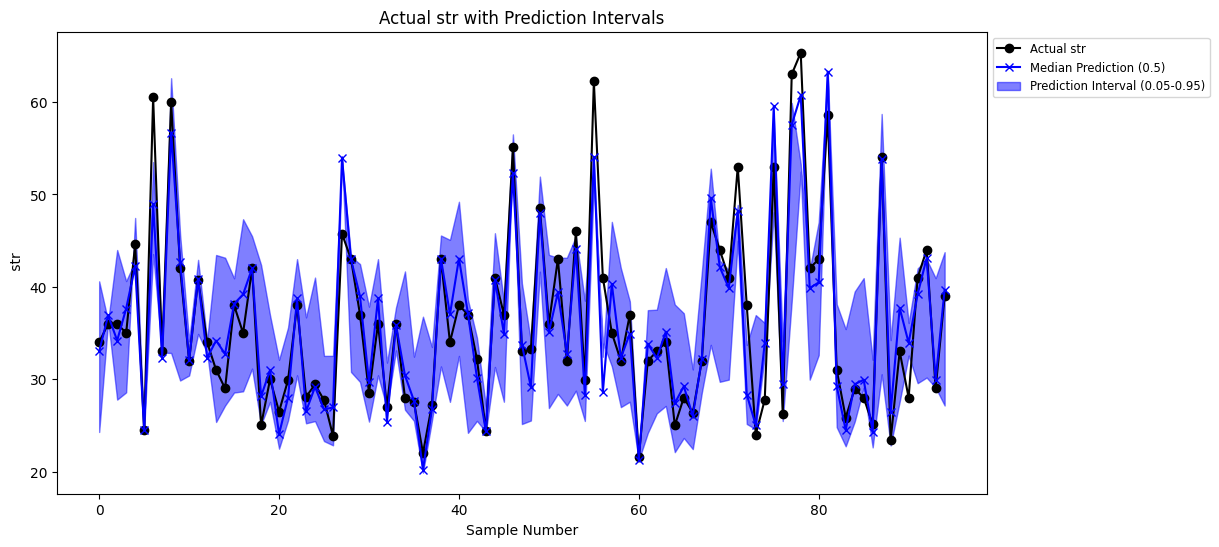 Actual str with Prediction Intervals
Actual str
Median Prediction (0.5)
Prediction Interval (0.05-0.95)
str
60
50
40
30
20
0
20
40
60
80
Sample Number